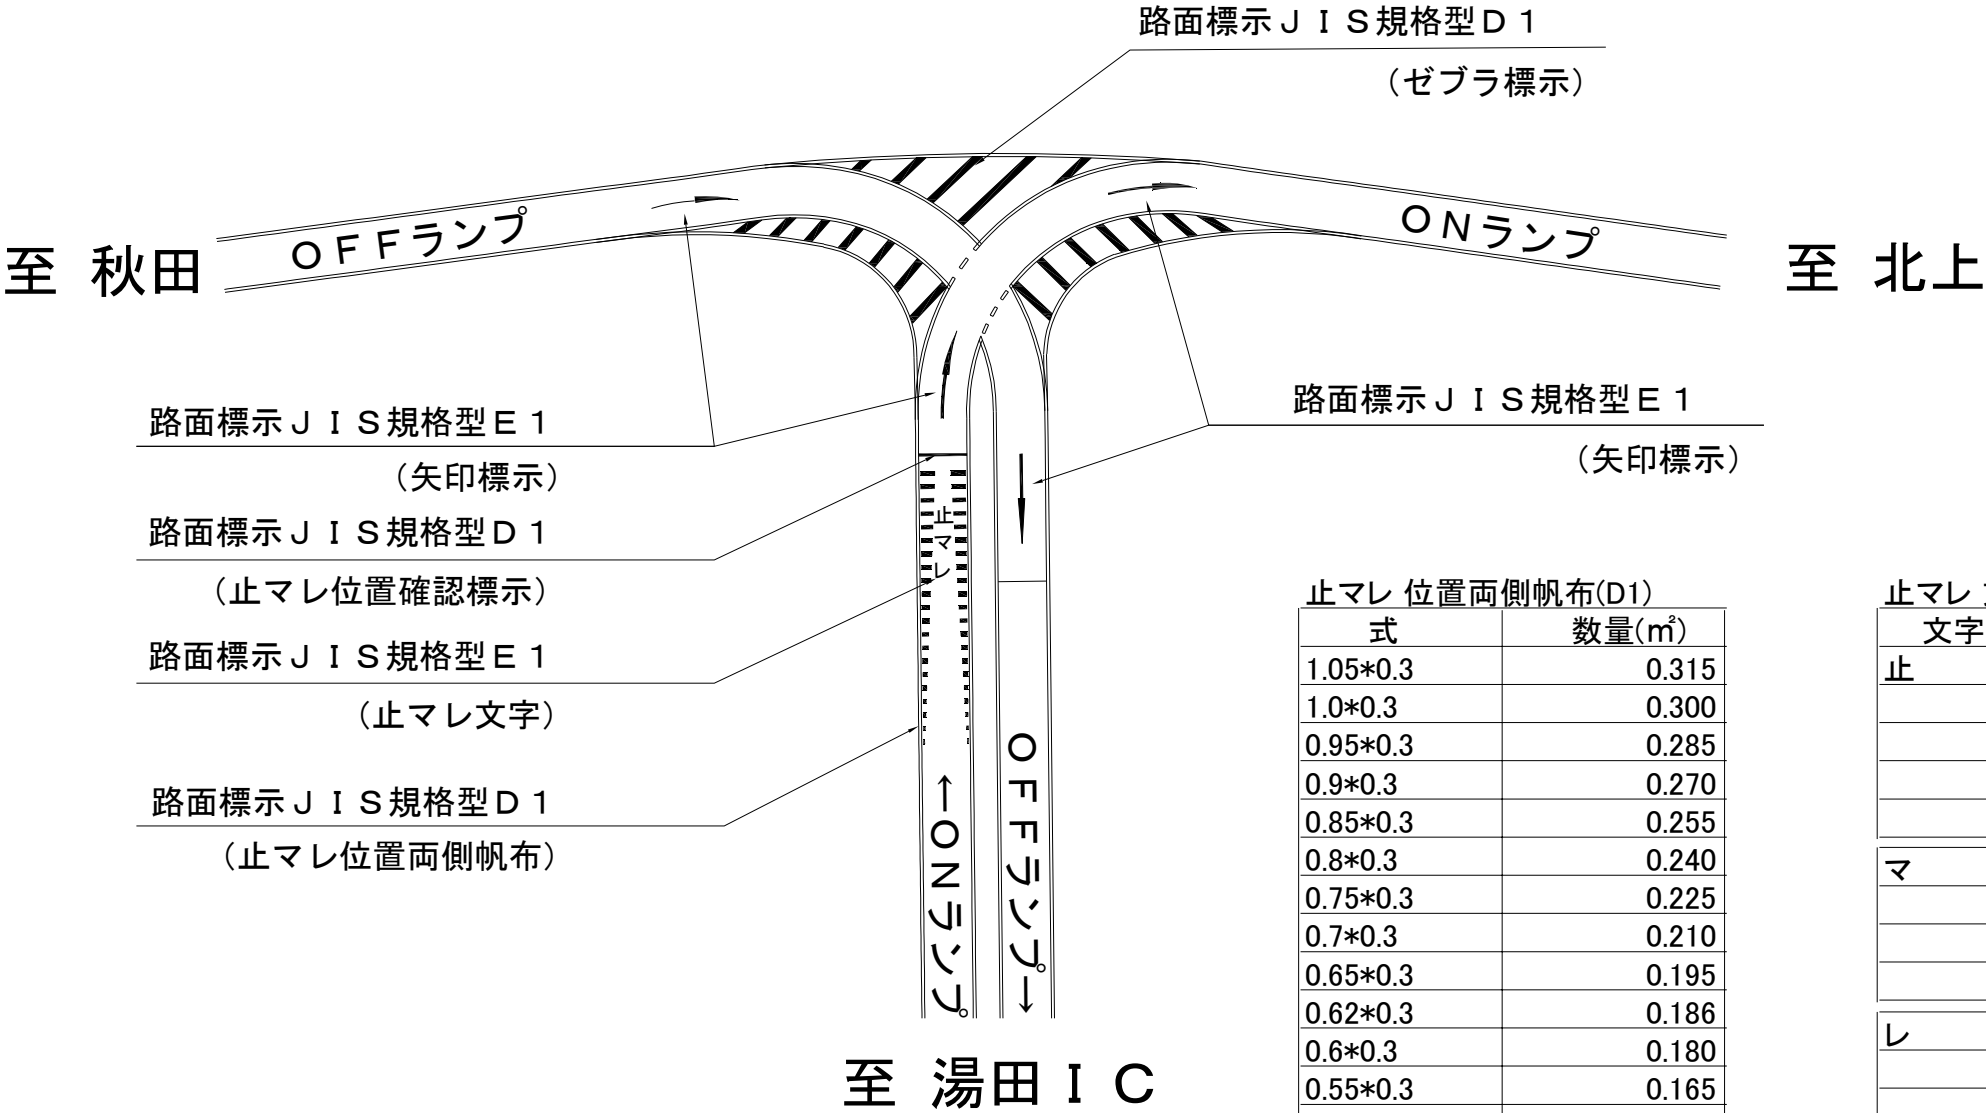 路面標示ＪＩＳ規格型Ｄ１
（ゼブラ標示）
至 秋田
ＯＦＦランプ
ＯＮランプ
至 北上
路面標示ＪＩＳ規格型Ｅ１
（矢印標示）
路面標示ＪＩＳ規格型Ｄ１
（止マレ位置確認標示）
路面標示ＪＩＳ規格型Ｅ１
（止マレ文字）
路面標示ＪＩＳ規格型Ｄ１
（止マレ位置両側帆布）
路面標示ＪＩＳ規格型Ｅ１
（矢印標示）
止マレ
←ＯＮランプ
ＯＦＦランプ→
至 湯田ＩＣ
止マレ 位置両側帆布(D1)
式 数量(㎡)
1.05*0.3 0.315
1.0*0.3 0.300
0.95*0.3 0.285
0.9*0.3 0.270
0.85*0.3 0.255
0.8*0.3 0.240
0.75*0.3 0.225
0.7*0.3 0.210
0.65*0.3 0.195
0.62*0.3 0.186
0.6*0.3 0.180
0.55*0.3 0.165
止マレ
文字
止
マ
レ